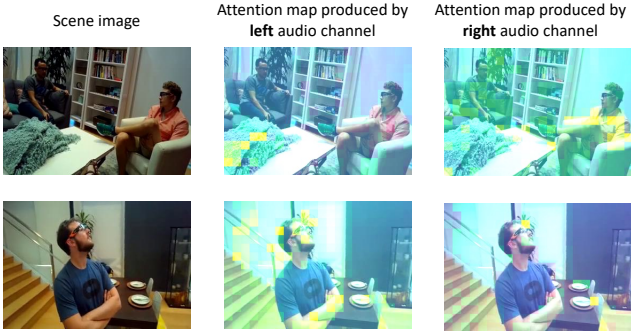 Scene image
Attention map produced by
left audio channel
Attention map produced by
right audio channel